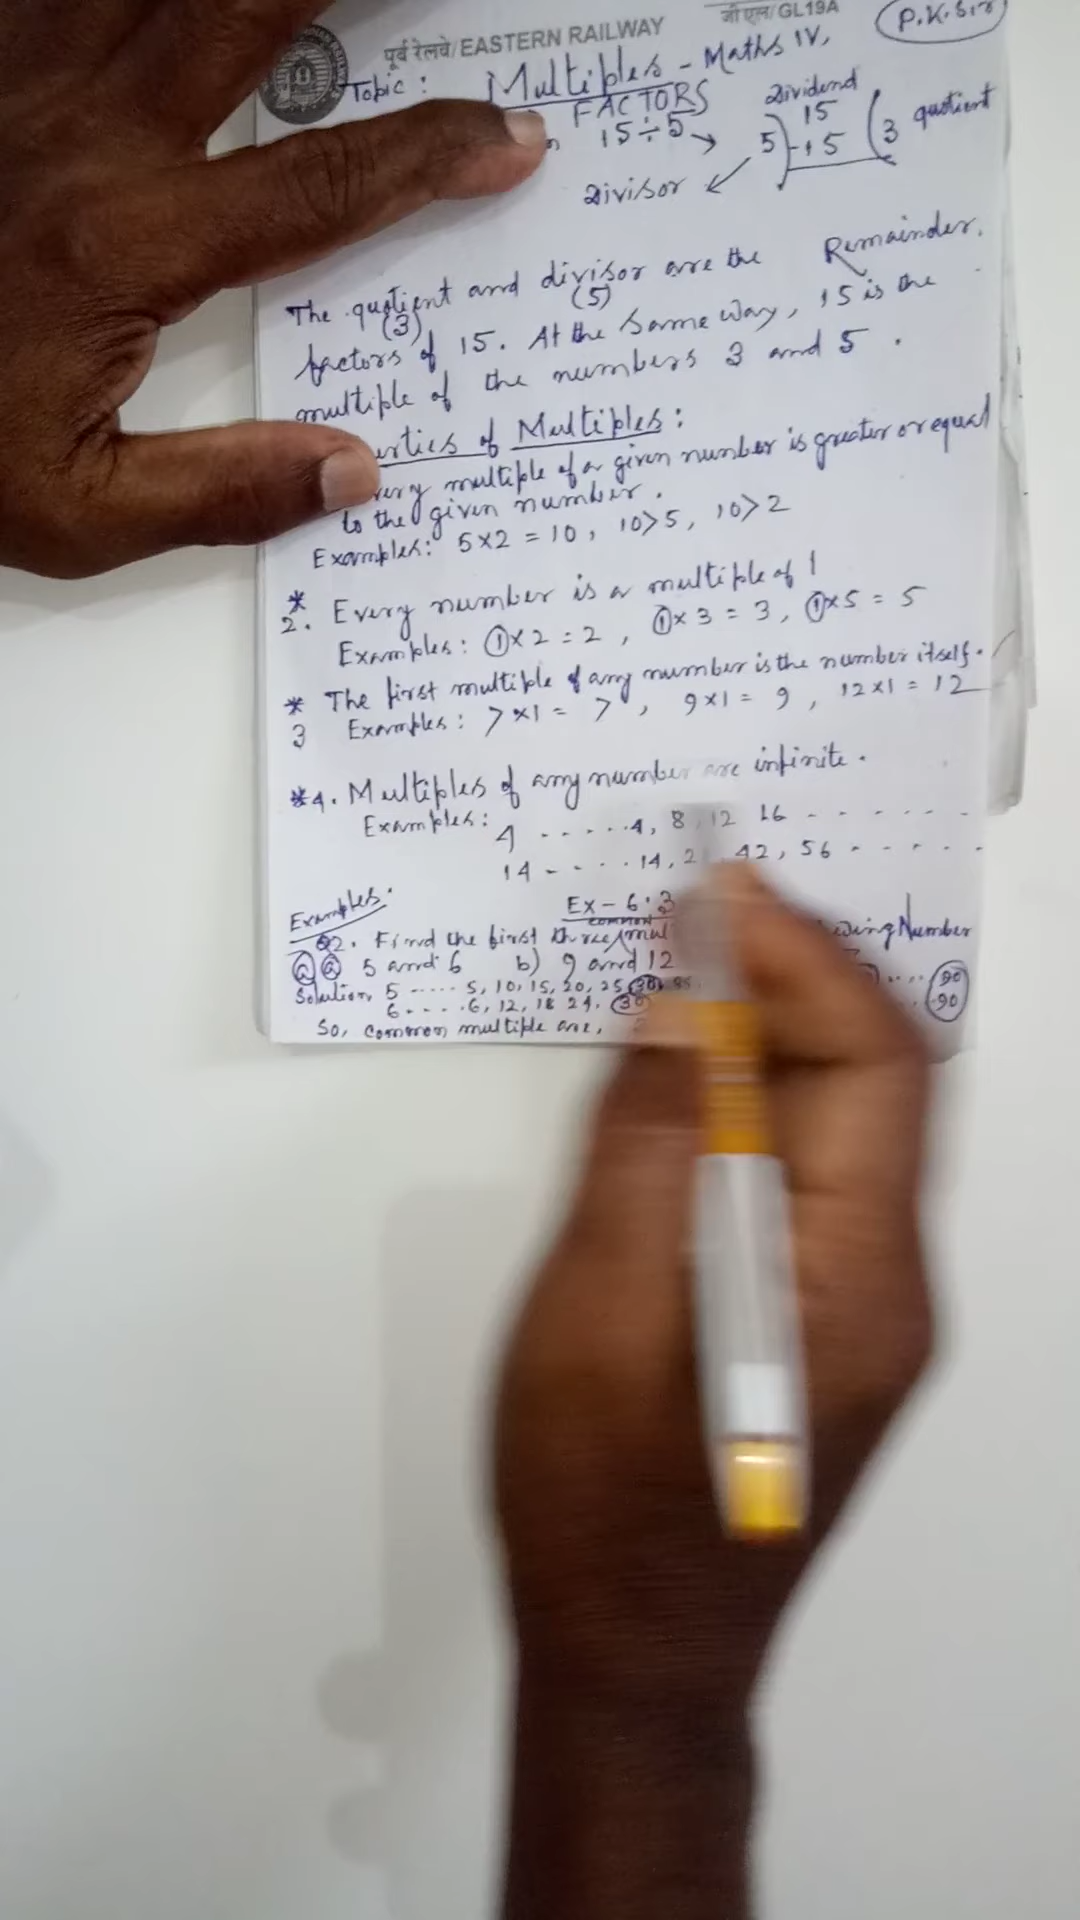 पूर्व रेलवे/EASTERN RAILWAY
जी एल/GL19A
P.K.Sir
Topic : Multiples - Maths IV,
FACTORS
15÷5 →
Dividend
5) 15 (3 quotient
-15
Divisor
Remainder.
The quotient and divisor are the
(3) (5)
factors of 15. At the same way, 15 is the
multiple of the numbers 3 and 5 .
erties of Multiples :
very multiple of a given number is greater or equal
to the given number .
Examples: 5×2 = 10 , 10>5, 10>2
* 2. Every number is a multiple of 1
Examples: 1×2 = 2 , 1×3 = 3 , 1×5 = 5
* 3 The first multiple of any number is the number itself.
Examples: 7×1 = 7 , 9×1 = 9 , 12×1 = 12
*4. Multiples of any number are infinite .
Examples: 4 ..... 4, 8, 12 16 ......
14 ..... 14, 42, 56 .....
Examples.
Ex - 6.3
common
Q2. Find the first three mul wing Number
a) 5 and 6 b) 9 and 12
Solution 5 ..... 5, 10, 15, 20, 25 30, 35 .... 90
6 ..... 6, 12, 18 24. 30 90
So, common multiple are,